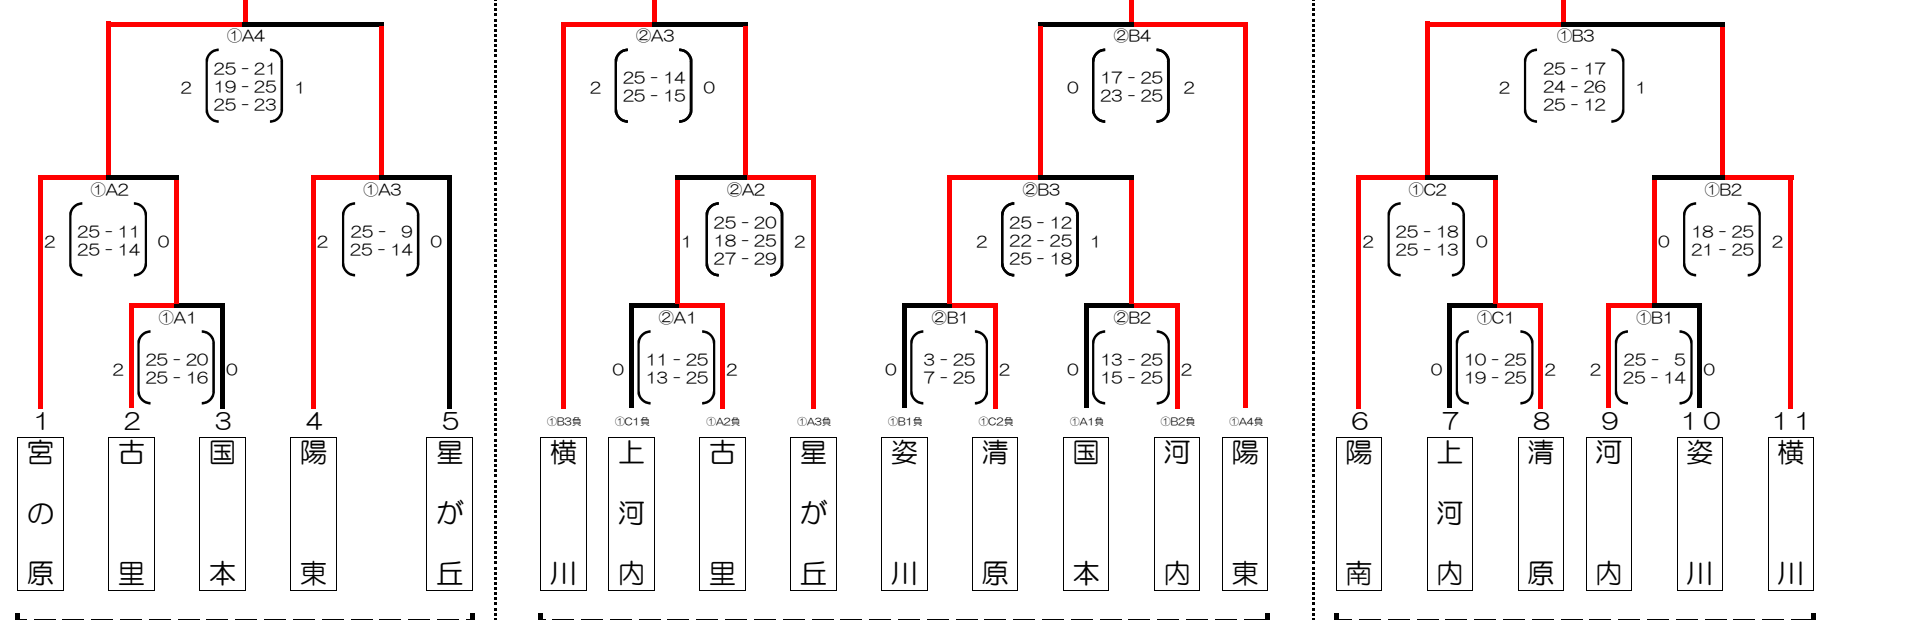 ①A4
2 25 - 21 1
19 - 25
25 - 23
①A2
2 25 - 11 0
25 - 14
①A3
2 25 - 9 0
25 - 14
①A1
2 25 - 20 0
25 - 16
1 2 3 4 5
宮の原
古里
国本
陽東
星が丘
②A3
2 25 - 14 0
25 - 15
②B4
0 17 - 25 2
23 - 25
②A2
1 25 - 20 2
18 - 25
27 - 29
②B3
2 25 - 12 1
22 - 25
25 - 18
②A1
0 11 - 25 2
13 - 25
②B1
0 3 - 25 2
7 - 25
②B2
0 13 - 25 2
15 - 25
①B3負 ①C1負 ①A2負 ①A3負 ①B1負 ①C2負 ①A1負 ①B2負 ①A4負
横川
上河内
古里
星が丘
姿川
清原
国本
河内
陽東
①B3
2 25 - 17 1
24 - 26
25 - 12
①C2
2 25 - 18 0
25 - 13
①B2
0 18 - 25 2
21 - 25
①C1
0 10 - 25 2
19 - 25
①B1
2 25 - 5 0
25 - 14
6 7 8 9 10 11
陽南
上河内
清原
河内
姿川
横川